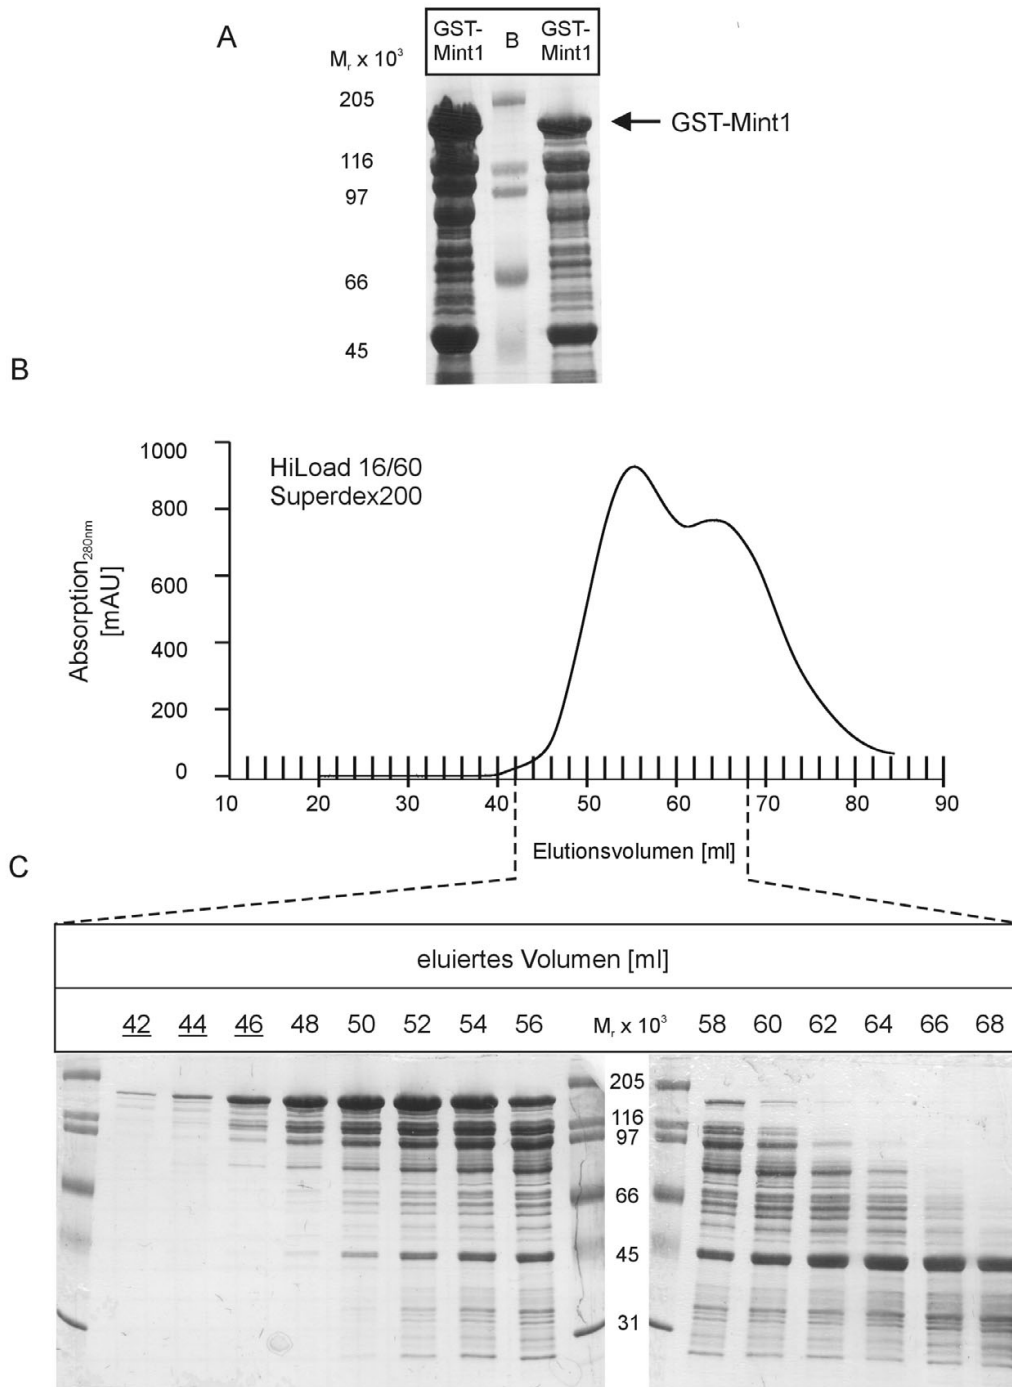 A
GST-Mint1 B GST-Mint1
Mr x 10³
205
GST-Mint1
116
97
66
45
B
1000
HiLoad 16/60
Superdex200
800
600
400
200
0
Absorption280nm
[mAU]
10 20 30 40 50 60 70 80 90
Elutionsvolumen [ml]
C
eluiertes Volumen [ml]
42 44 46 48 50 52 54 56 Mr x 10³ 58 60 62 64 66 68
205
116
97
66
45
31